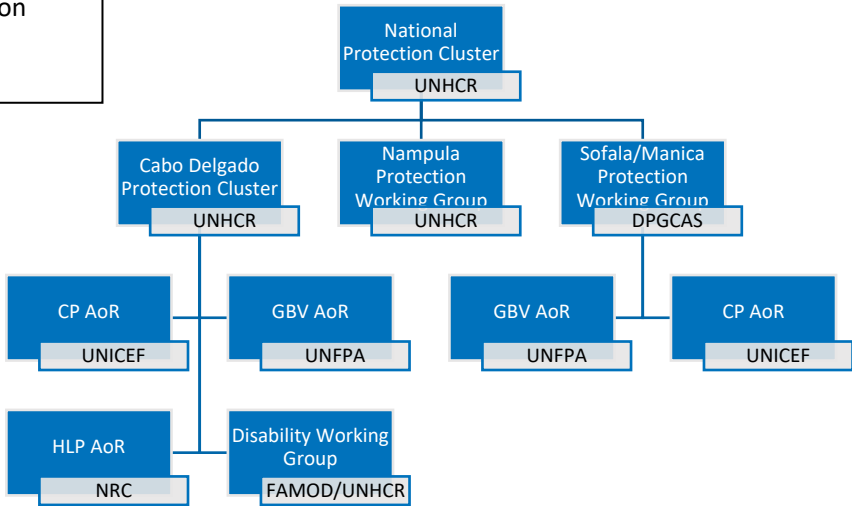 on
National
Protection Cluster
UNHCR
Cabo Delgado
Protection Cluster
UNHCR
Nampula
Protection
Working Group
UNHCR
Sofala/Manica
Protection
Working Group
DPGCAS
CP AoR
UNICEF
GBV AoR
UNFPA
GBV AoR
UNFPA
CP AoR
UNICEF
HLP AoR
NRC
Disability Working
Group
FAMOD/UNHCR